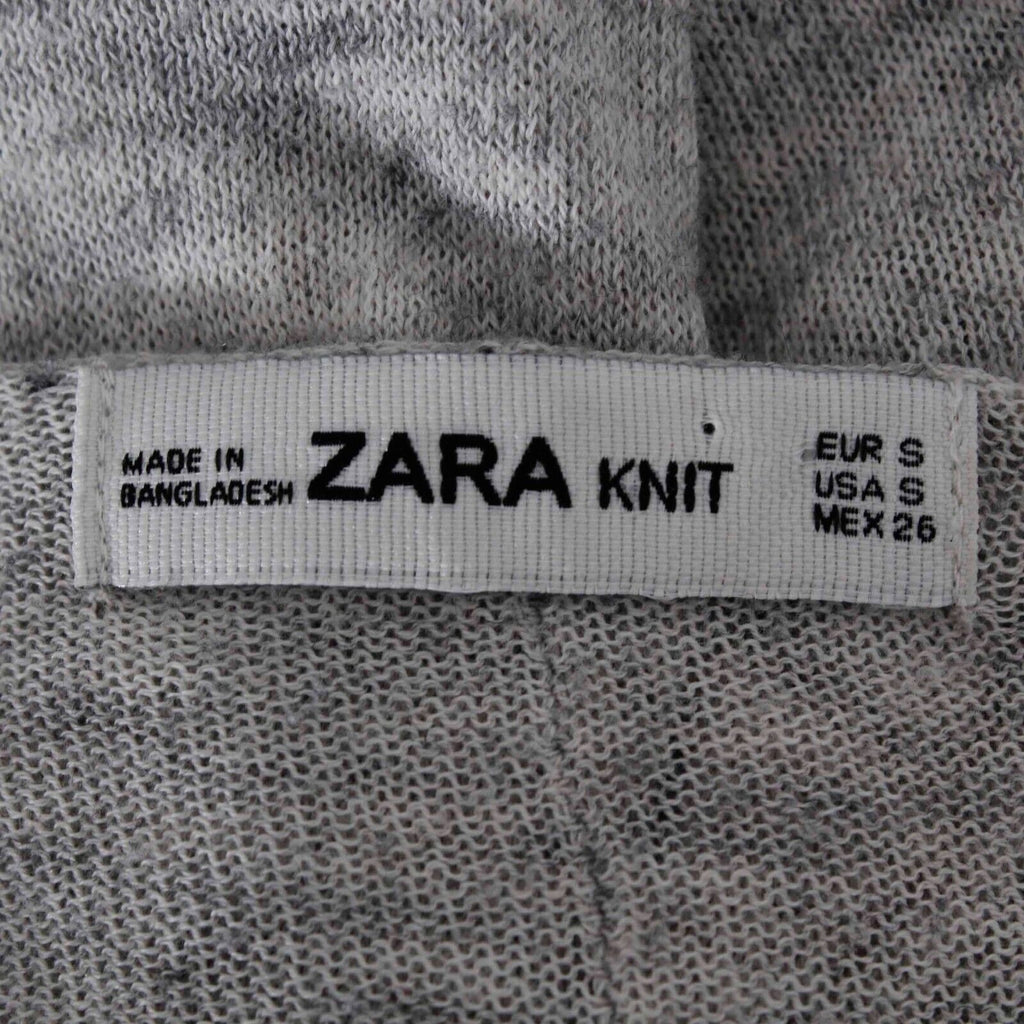 MADE IN
BANGLADESH
ZARA KNIT
EUR S
USA S
MEX 26